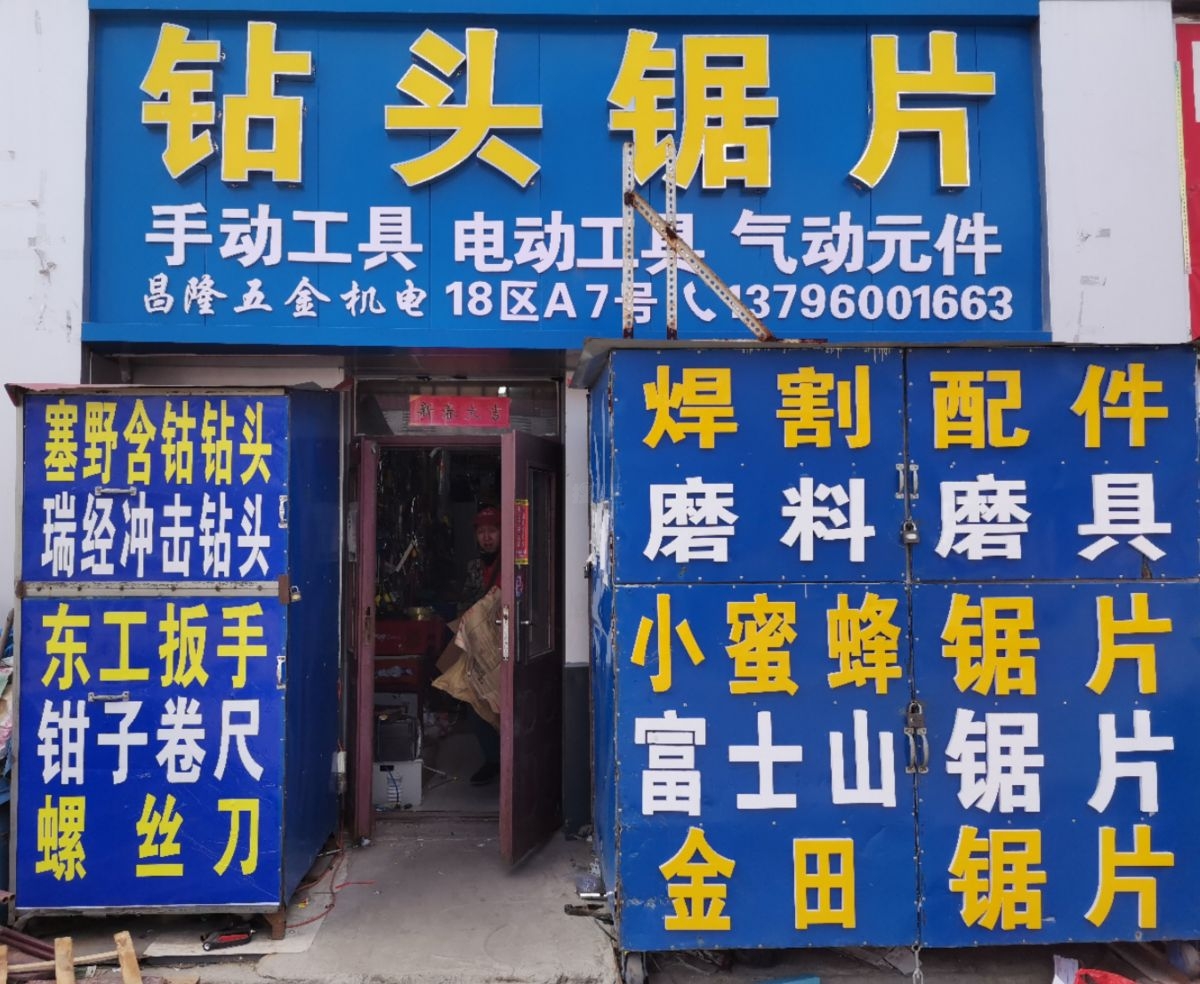 钻头锯片
手动工具 电动工具 气动元件
昌隆五金机电 18区A7号 13796001663
塞野含钴钻头
瑞经冲击钻头
东工扳手
钳子卷尺
螺丝刀
焊割配件
磨料磨具
小蜜蜂锯片
富士山锯片
金田锯片